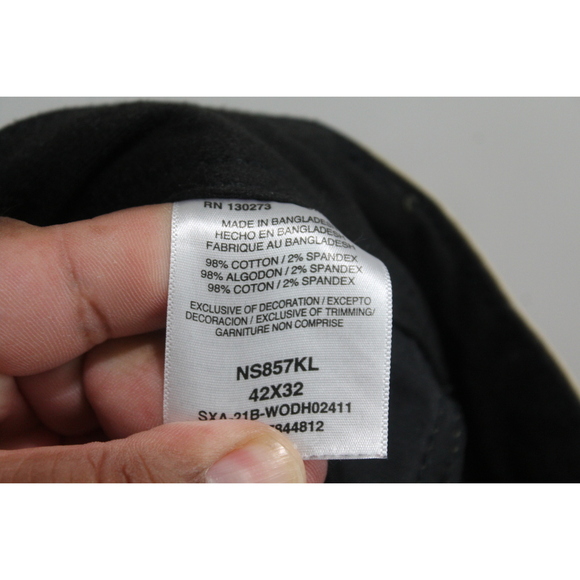 RN 130273
MADE IN BANGLADESH
HECHO EN BANGLADESH
FABRIQUE AU BANGLADESH
98% COTTON / 2% SPANDEX
98% ALGODON / 2% SPANDEX
98% COTON / 2% SPANDEX
EXCLUSIVE OF DECORATION / EXCEPTO
DECORACION / EXCLUSIVE OF TRIMMING/
GARNITURE NON COMPRISE
NS857KL
42X32
SXA-21B-WODH02411
844812